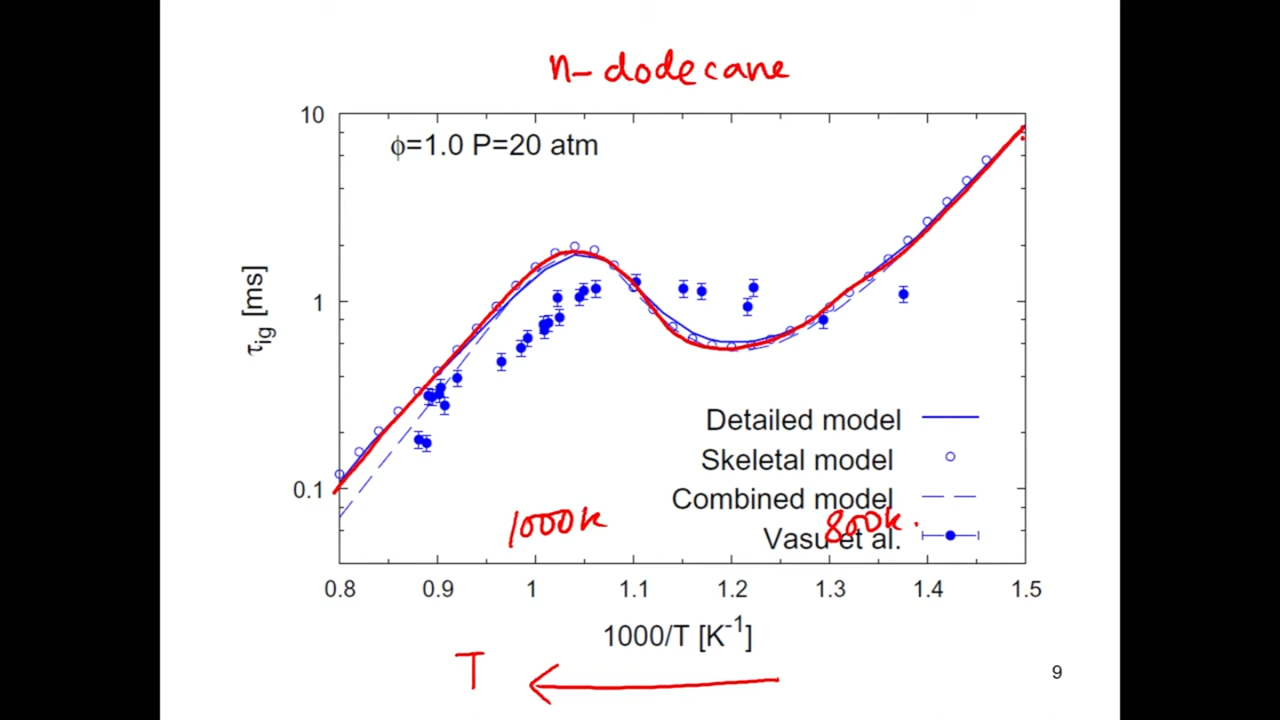 n-dodecane
ϕ=1.0 P=20 atm
10
1
0.1
τig [ms]
Detailed model
Skeletal model
Combined model
Vasu et al.
1000K
800K.
0.8 0.9 1 1.1 1.2 1.3 1.4 1.5
1000/T [K⁻¹]
T
9